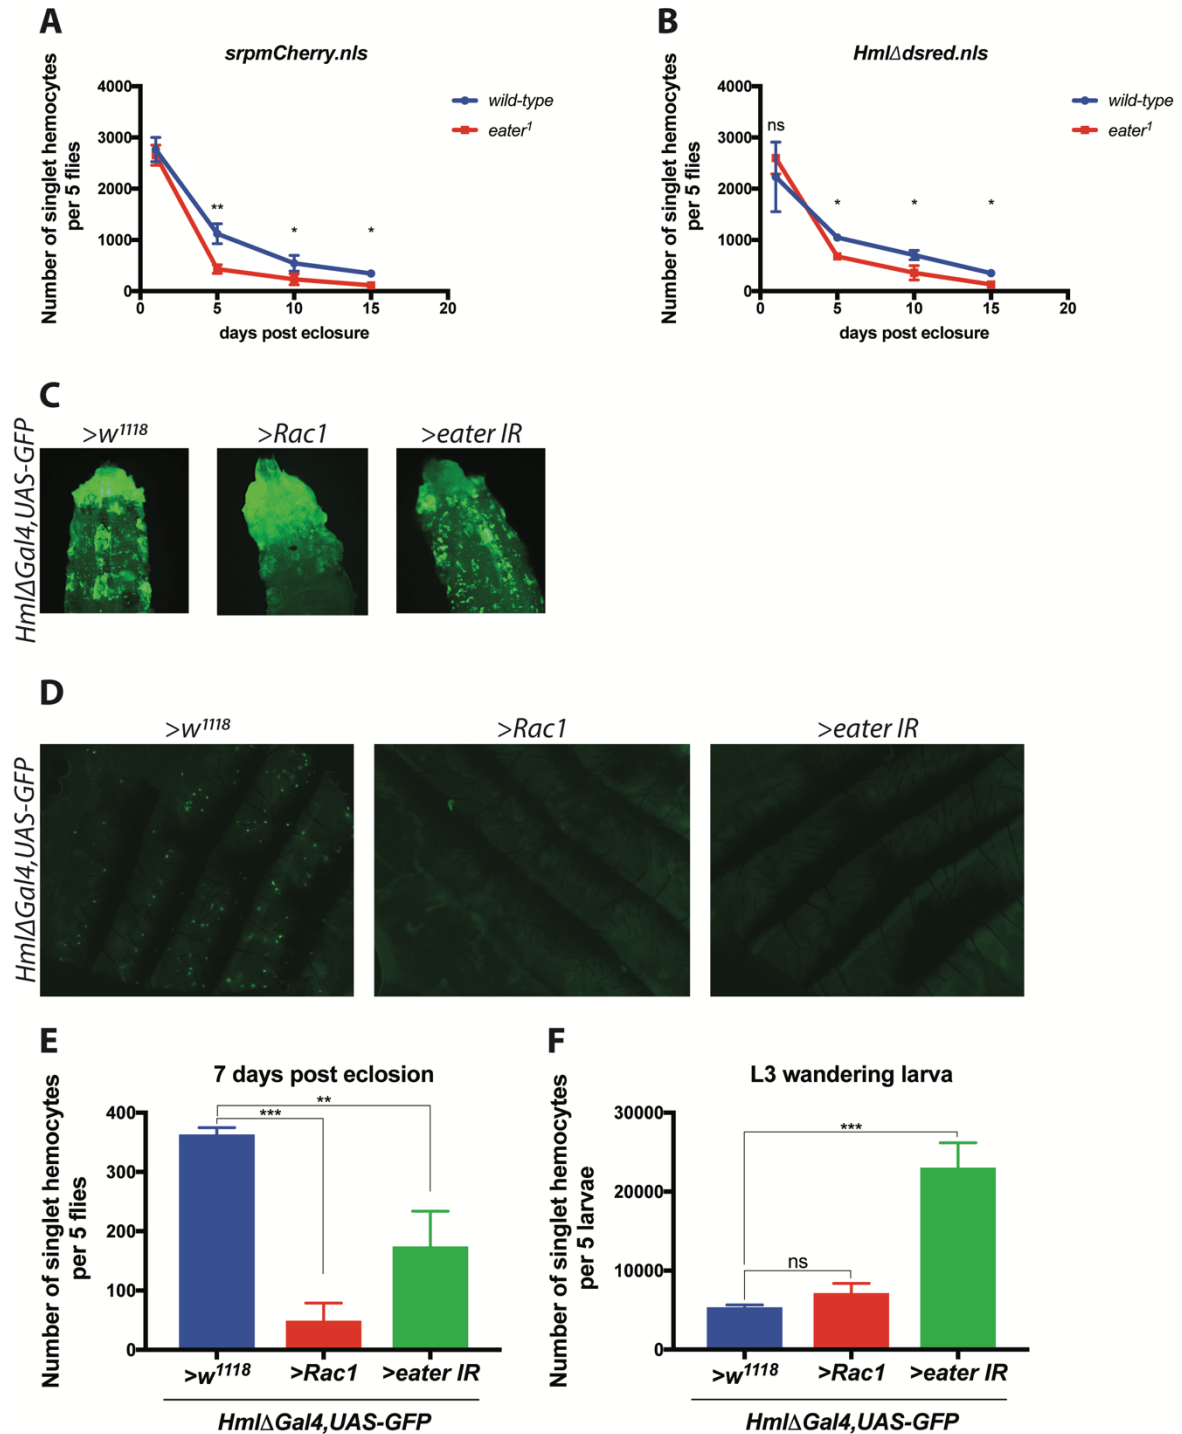 A
srpmCherry.nls
Number of singlet hemocytes
per 5 flies
4000
3000
2000
1000
0
**
*
*
0
5
10
15
20
days post eclosure
wild-type
eater¹
B
HmlΔdsred.nls
Number of singlet hemocytes
per 5 flies
4000
3000
2000
1000
0
ns
*
*
*
0
5
10
15
20
days post eclosure
wild-type
eater¹
C
HmlΔGal4,UAS-GFP
>w¹¹¹⁸
>Rac1
>eater IR
D
HmlΔGal4,UAS-GFP
>w¹¹¹⁸
>Rac1
>eater IR
E
7 days post eclosion
Number of singlet hemocytes
per 5 flies
400
300
200
100
0
**
***
>w¹¹¹⁸
>Rac1
>eater IR
HmlΔGal4,UAS-GFP
F
L3 wandering larva
Number of singlet hemocytes
per 5 larvae
30000
20000
10000
0
***
ns
>w¹¹¹⁸
>Rac1
>eater IR
HmlΔGal4,UAS-GFP